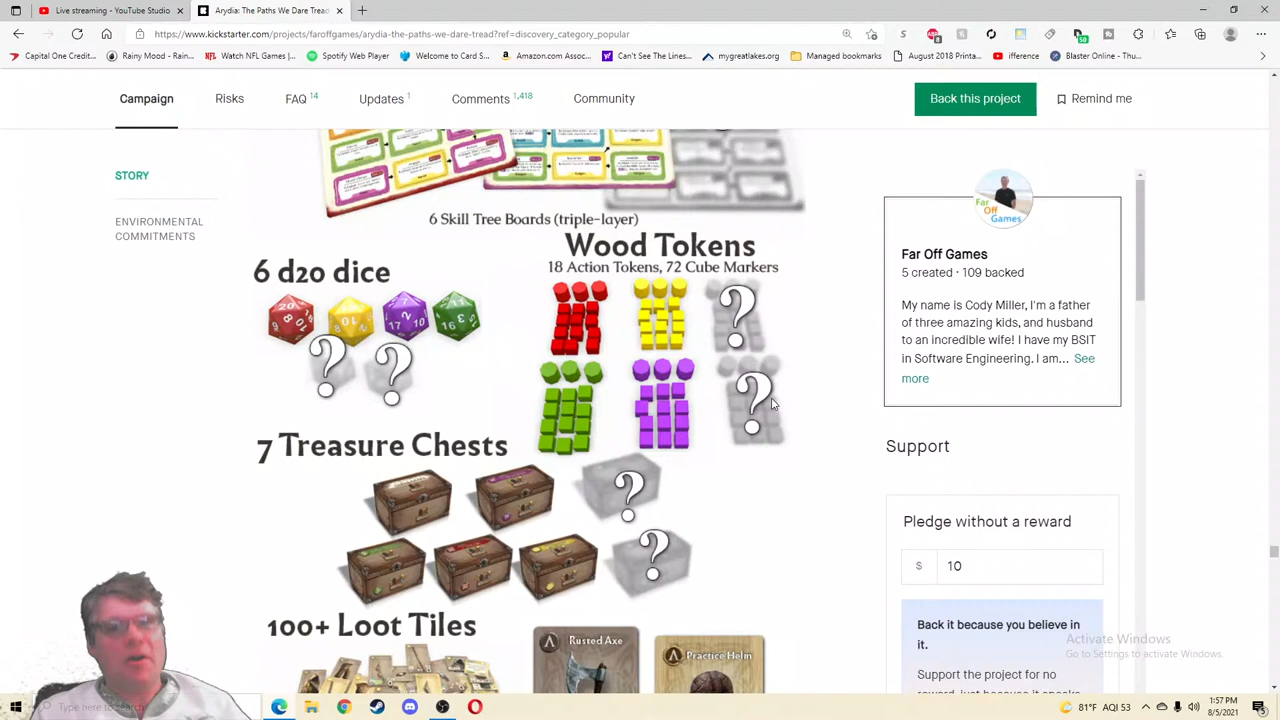 Live streaming - YouTube Studio
Arydia: The Paths We Dare Tread
https://www.kickstarter.com/projects/faroffgames/arydia-the-paths-we-dare-tread?ref=discovery_category_popular
Capital One Credit...
Rainy Mood - Rain...
Watch NFL Games |...
Spotify Web Player
Welcome to Card S...
Amazon.com Assoc...
Can't See The Lines...
mygreatlakes.org
Managed bookmarks
August 2018 Printa...
ifference
Blaster Online - Thu...
Campaign
Risks
FAQ 14
Updates 1
Comments 1,418
Community
Back this project
Remind me
STORY
ENVIRONMENTAL
COMMITMENTS
6 Skill Tree Boards (triple-layer)
Wood Tokens
18 Action Tokens, 72 Cube Markers
6 d20 dice
7 Treasure Chests
100+ Loot Tiles
Rusted Axe
Practice Helm
Far Off Games
Far Off Games
5 created · 109 backed
My name is Cody Miller, I'm a father
of three amazing kids, and husband
to an incredible wife! I have my BSIT
in Software Engineering. I am... See
more
Support
Pledge without a reward
$ 10
Back it because you believe in
it.
Support the project for no
Activate Windows
Go to Settings to activate Windows.
Type here to search
81°F AQI 53
1:57 PM
8/5/2021